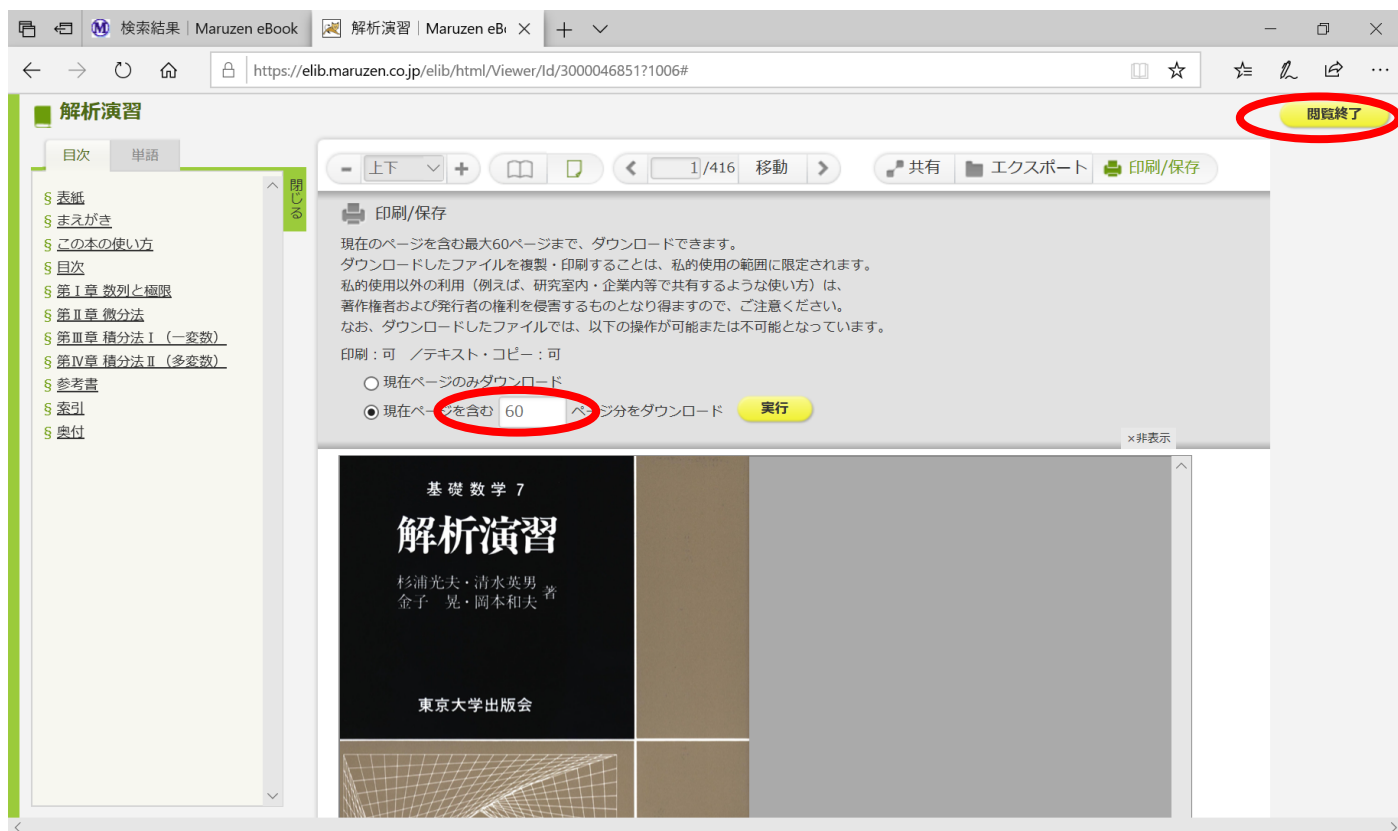 検索結果｜Maruzen eBook
解析演習｜Maruzen eB
https://elib.maruzen.co.jp/elib/html/Viewer/Id/3000046851?1006#
解析演習
閲覧終了
目次
単語
閉じる
§ 表紙
§ まえがき
§ この本の使い方
§ 目次
§ 第Ⅰ章 数列と極限
§ 第Ⅱ章 微分法
§ 第Ⅲ章 積分法Ⅰ（一変数）
§ 第Ⅳ章 積分法Ⅱ（多変数）
§ 参考書
§ 索引
§ 奥付
- 上下 + 1/416 移動 共有 エクスポート 印刷/保存
印刷/保存
現在のページを含む最大60ページまで、ダウンロードできます。
ダウンロードしたファイルを複製・印刷することは、私的使用の範囲に限定されます。
私的使用以外の利用（例えば、研究室内・企業内等で共有するような使い方）は、
著作権者および発行者の権利を侵害するものとなり得ますので、ご注意ください。
なお、ダウンロードしたファイルでは、以下の操作が可能または不可能となっています。
印刷：可　／テキスト・コピー：可
現在ページのみダウンロード
現在ページを含む 60 ページ分をダウンロード 実行
×非表示
基礎数学 7
解析演習
杉浦光夫・清水英男
金子 晃・岡本和夫 著
東京大学出版会